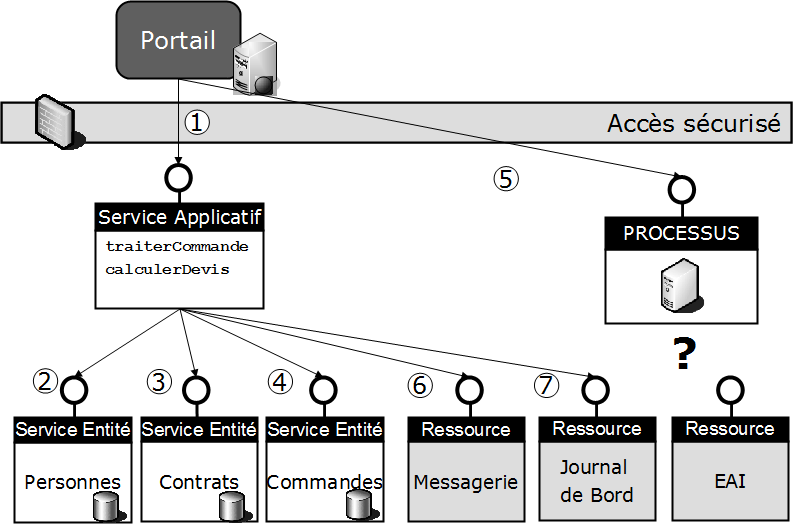 Portail
Accès sécurisé
①
⑤
Service Applicatif
traiterCommande
calculerDevis
PROCESSUS
?
②
③
④
⑥
⑦
Service Entité
Personnes
Service Entité
Contrats
Service Entité
Commandes
Ressource
Messagerie
Ressource
Journal
de Bord
Ressource
EAI